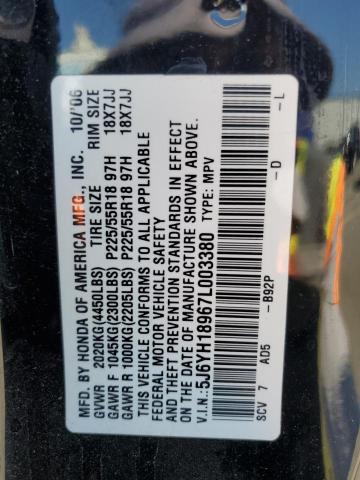 MFD. BY HONDA OF AMERICA MFG., INC. 10/'06
GVWR 2020KG(4450LBS) TIRE SIZE RIM SIZE
GAWR F 1045KG(2300LBS) P225/55R18 97H 18X7JJ
GAWR R 1000KG(2205LBS) P225/55R18 97H 18X7JJ
THIS VEHICLE CONFORMS TO ALL APPLICABLE
FEDERAL MOTOR VEHICLE SAFETY
AND THEFT PREVENTION STANDARDS IN EFFECT
ON THE DATE OF MANUFACTURE SHOWN ABOVE.
V.I.N.: 5J6YH18967L003380 TYPE: MPV
SCV 7 AD5 -B92P -D -L